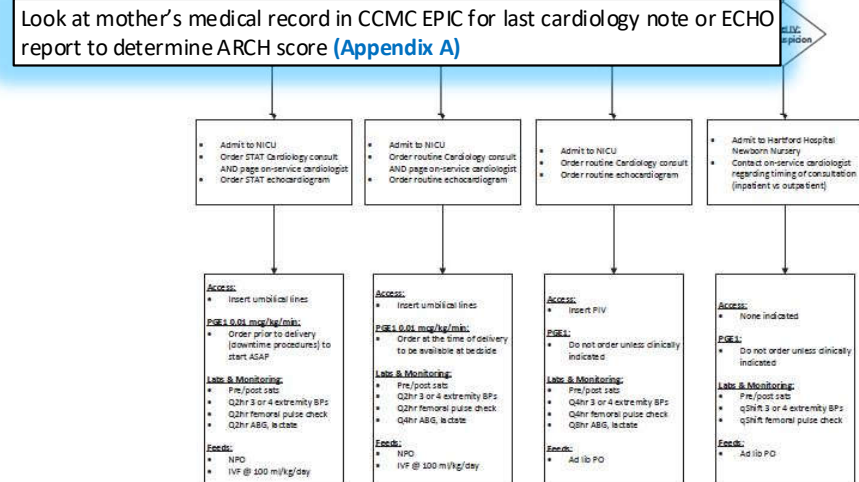 Look at mother's medical record in CCMC EPIC for last cardiology note or ECHO
report to determine ARCH score (Appendix A)
• Admit to NICU
• Order STAT Cardiology consult
AND page on-service cardiologist
• Order STAT echocardiogram
• Admit to NICU
• Order routine Cardiology consult
AND page on-service cardiologist
• Order routine echocardiogram
• Admit to NICU
• Order routine Cardiology consult
• Order routine echocardiogram
• Admit to Hartford Hospital
Newborn Nursery
• Contact on-service cardiologist
regarding timing of consultation
(inpatient vs outpatient)
Access:
• Insert umbilical lines
PGE1 0.01 mcg/kg/min:
• Order prior to delivery
(downtime procedures) to
start ASAP
Labs & Monitoring:
• Pre/post sats
• Q2hr 3 or 4 extremity BPs
• Q2hr femoral pulse check
• Q2hr ABG, lactate
Feeds:
• NPO
• IVF @ 100 ml/kg/day
Access:
• Insert umbilical lines
PGE1 0.01 mcg/kg/min:
• Order at the time of delivery
to be available at bedside
Labs & Monitoring:
• Pre/post sats
• Q2hr 3 or 4 extremity BPs
• Q2hr femoral pulse check
• Q4hr ABG, lactate
Feeds:
• NPO
• IVF @ 100 ml/kg/day
Access:
• Insert PIV
PGE1:
• Do not order unless clinically
indicated
Labs & Monitoring:
• Pre/post sats
• Q4hr 3 or 4 extremity BPs
• Q4hr femoral pulse check
• Q8hr ABG, lactate
Feeds:
• Ad lib PO
Access:
• None indicated
PGE1:
• Do not order unless clinically
indicated
Labs & Monitoring:
• Pre/post sats
• qShift 3 or 4 extremity BPs
• qShift femoral pulse check
Feeds:
• Ad lib PO